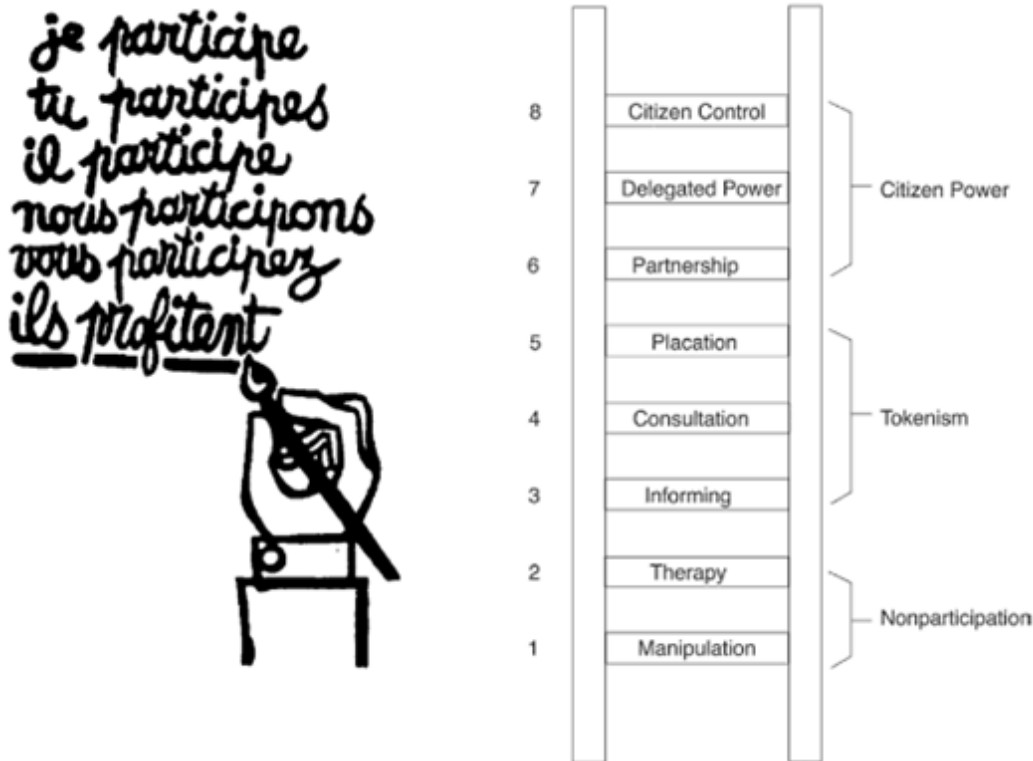 je participe
tu participes
il participe
nous participons
vous participez
ils profitent
8 Citizen Control
7 Delegated Power
6 Partnership
Citizen Power
5 Placation
4 Consultation
3 Informing
Tokenism
2 Therapy
1 Manipulation
Nonparticipation